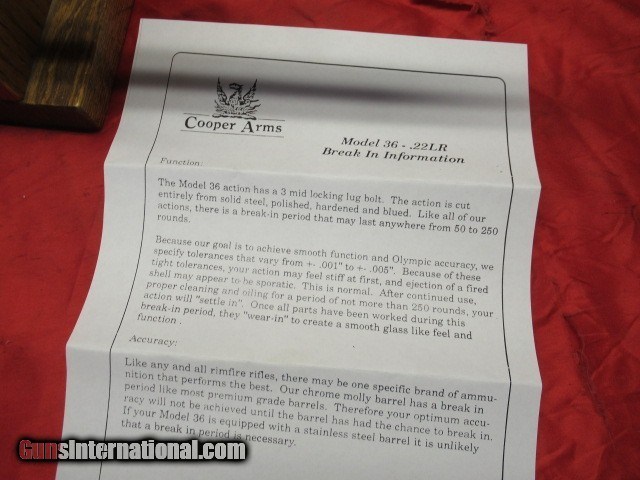 Cooper Arms
Model 36 - .22LR
Break In Information
Function:
The Model 36 action has a 3 mid locking lug bolt. The action is cut
entirely from solid steel, polished, hardened and blued. Like all of our
actions, there is a break-in period that may last anywhere from 50 to 250
rounds.
Because our goal is to achieve smooth function and Olympic accuracy, we
specify tolerances that vary from +- .001" to +- .005". Because of these
tight tolerances, your action may feel stiff at first, and ejection of a fired
shell may appear to be sporatic. This is normal. After continued use,
proper cleaning and oiling for a period of not more than 250 rounds, your
action will "settle in". Once all parts have been worked during this
break-in period, they "wear-in" to create a smooth glass like feel and
function .
Accuracy:
Like any and all rimfire rifles, there may be one specific brand of ammu-
nition that performs the best. Our chrome molly barrel has a break in
period like most premium grade barrels. Therefore your optimum accu-
racy will not be achieved until the barrel has had the chance to break in.
If your Model 36 is equipped with a stainless steel barrel it is unlikely
that a break in period is necessary.
GunsInternational.com